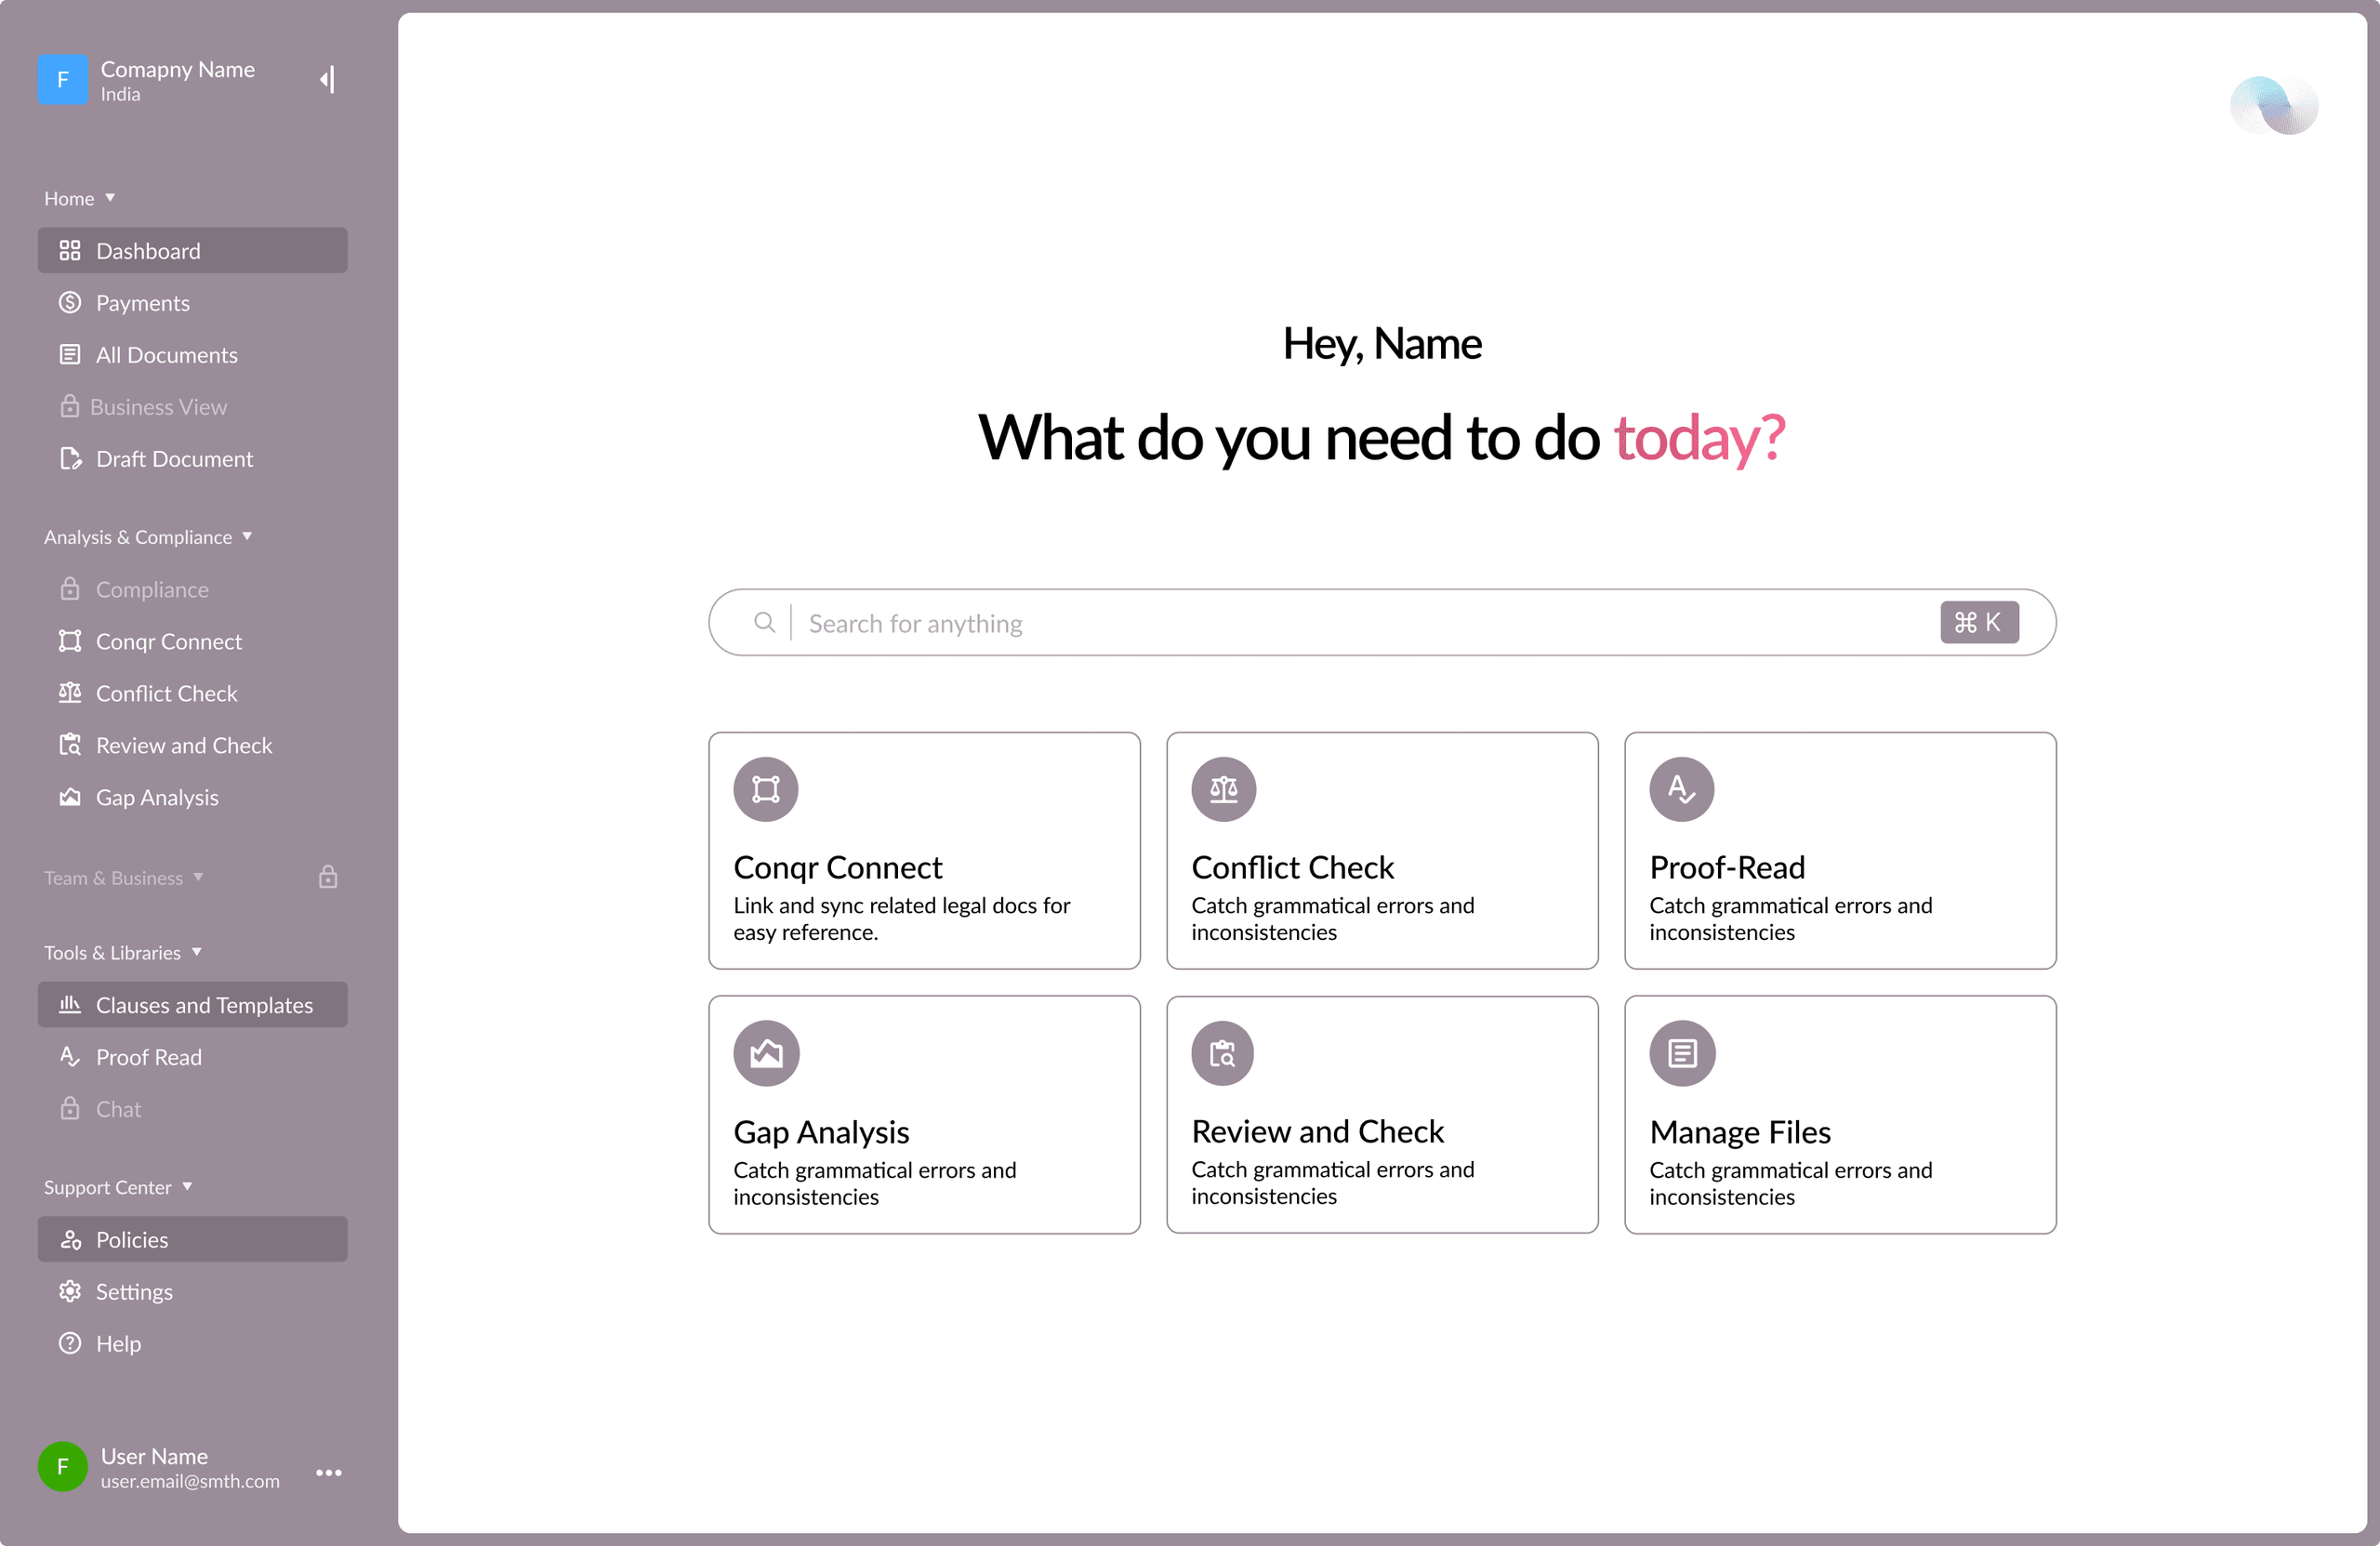 F
Comapny Name
India
Home
Dashboard
Payments
All Documents
Business View
Draft Document
Analysis & Compliance
Compliance
Conqr Connect
Conflict Check
Review and Check
Gap Analysis
Team & Business
Tools & Libraries
Clauses and Templates
Proof Read
Chat
Support Center
Policies
Settings
Help
F
User Name
user.email@smth.com
Hey, Name
What do you need to do today?
Search for anything
⌘ K
Conqr Connect
Link and sync related legal docs for
easy reference.
Conflict Check
Catch grammatical errors and
inconsistencies
Proof-Read
Catch grammatical errors and
inconsistencies
Gap Analysis
Catch grammatical errors and
inconsistencies
Review and Check
Catch grammatical errors and
inconsistencies
Manage Files
Catch grammatical errors and
inconsistencies